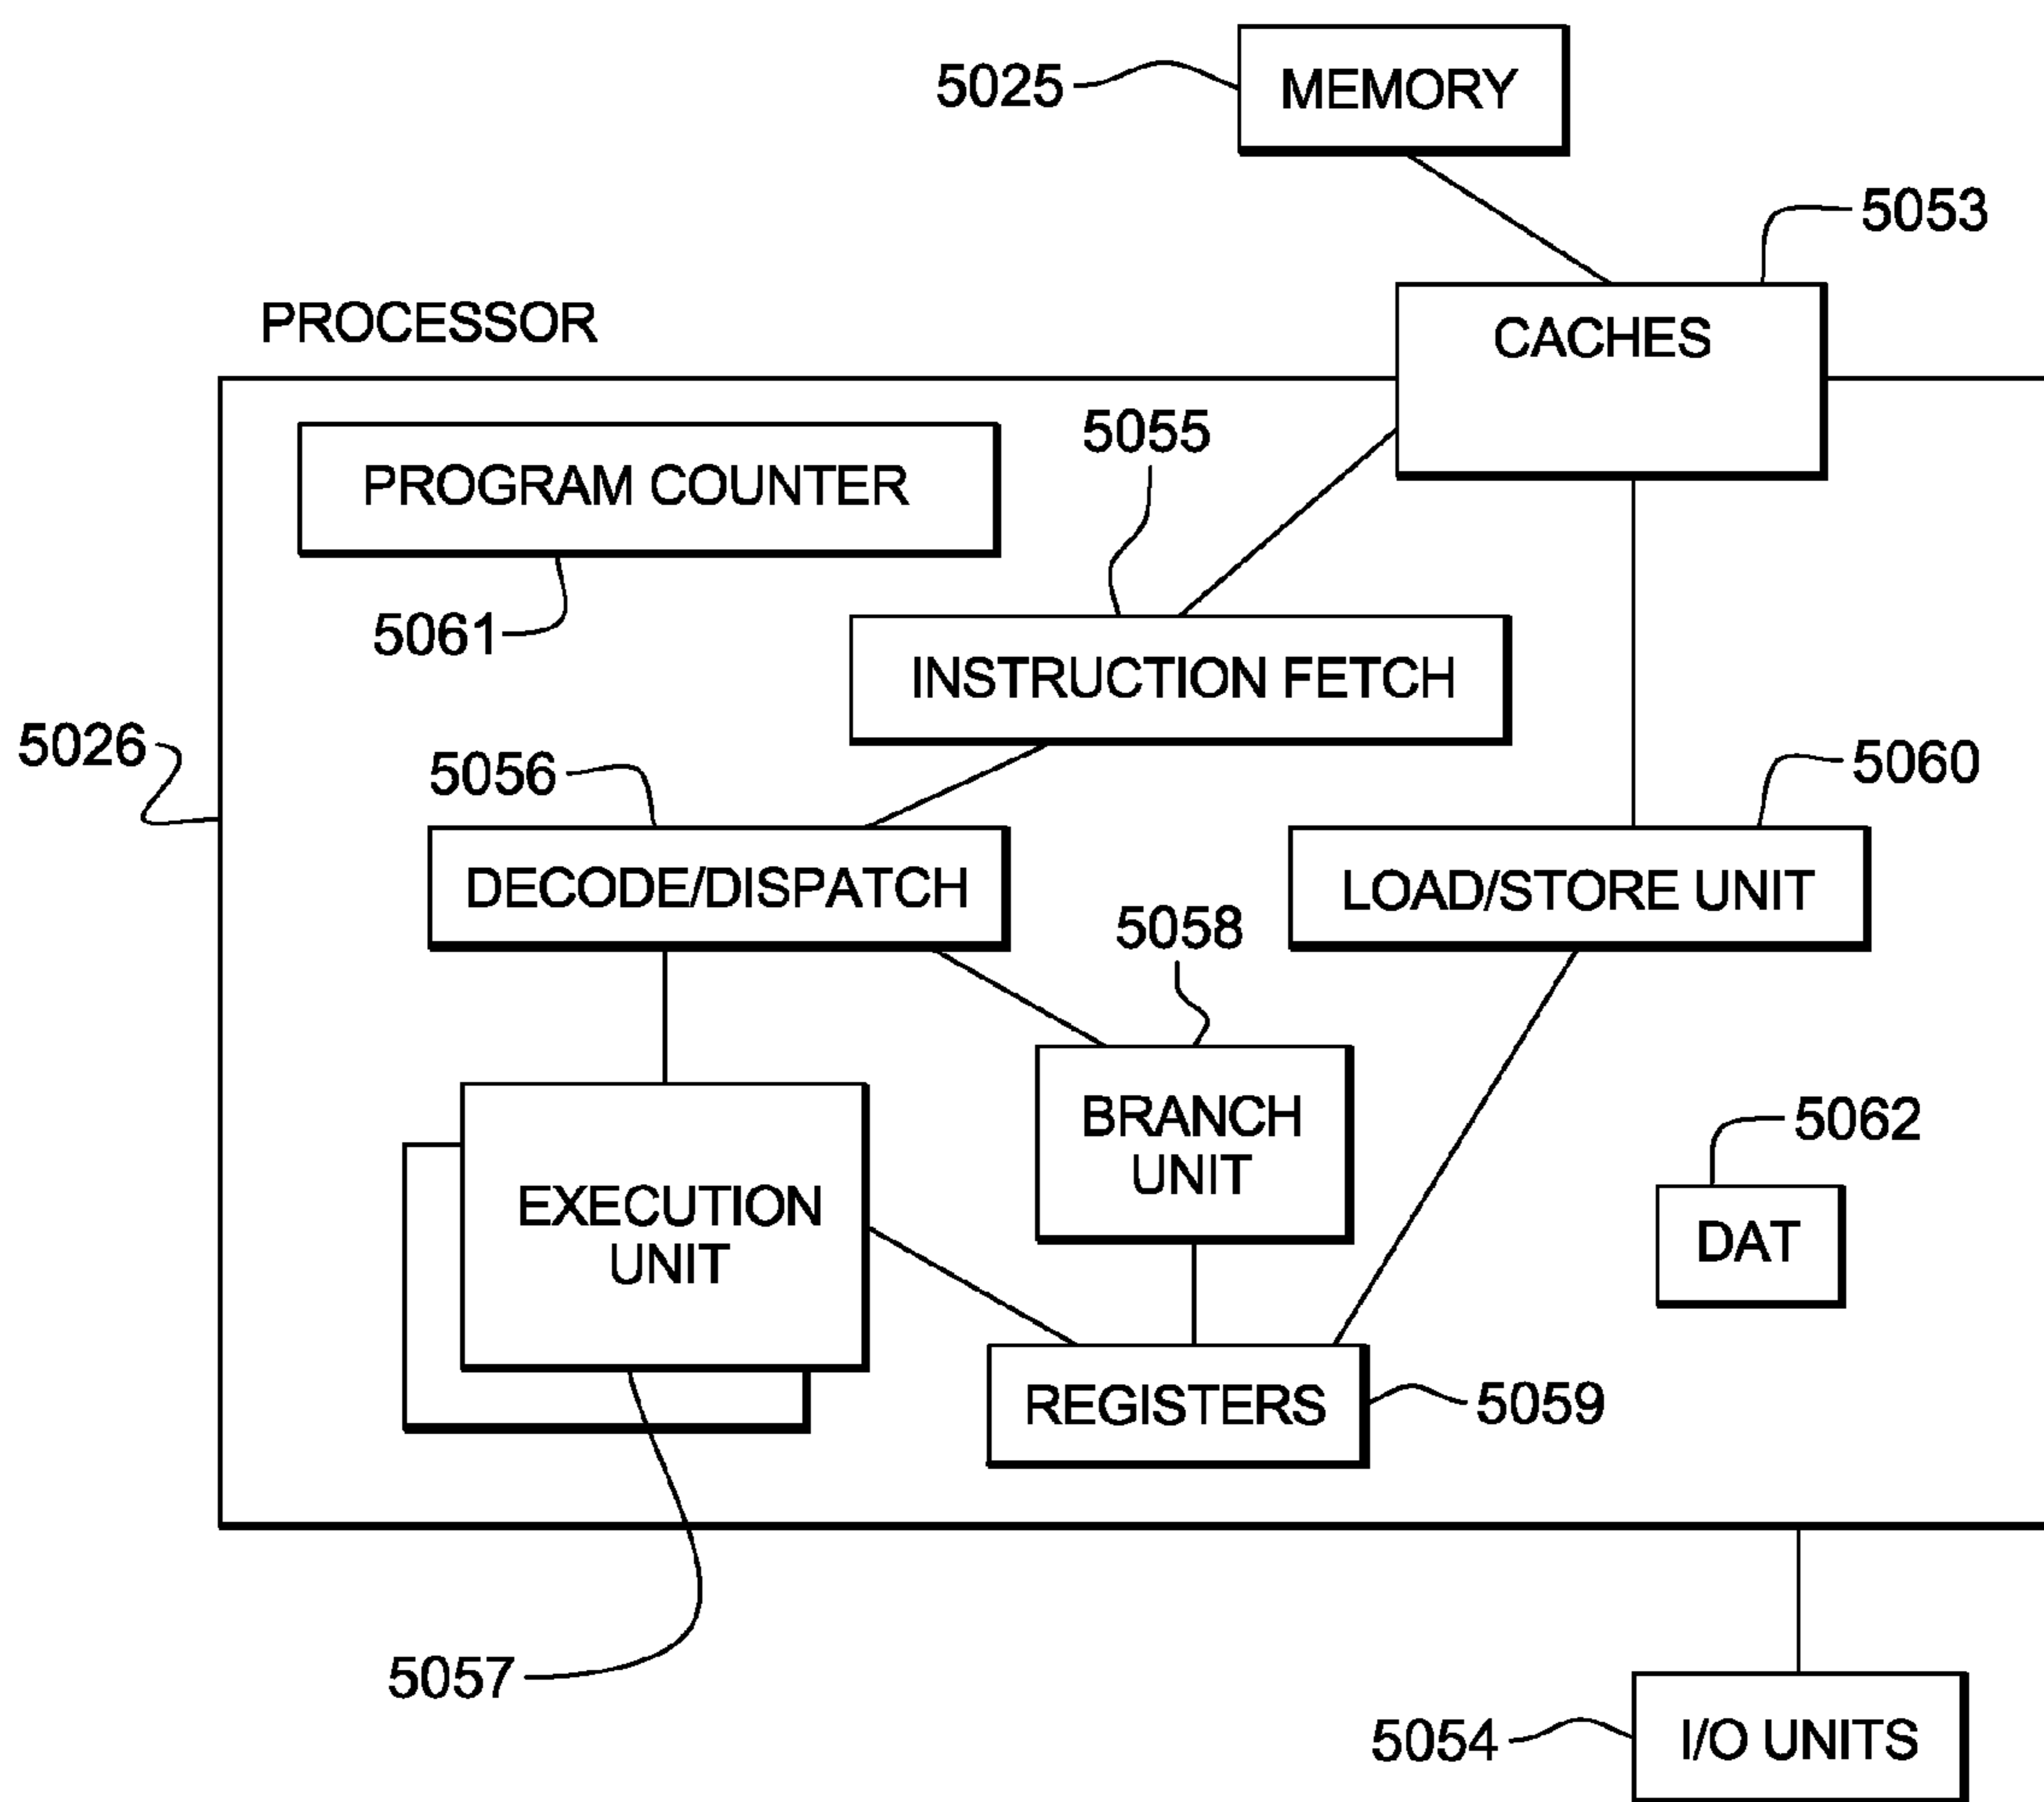 5025
MEMORY
5053
PROCESSOR
CACHES
5055
PROGRAM COUNTER
5061
INSTRUCTION FETCH
5026
5056
5060
DECODE/DISPATCH
LOAD/STORE UNIT
5058
BRANCH
UNIT
5062
EXECUTION
UNIT
DAT
REGISTERS
5059
5057
5054
I/O UNITS